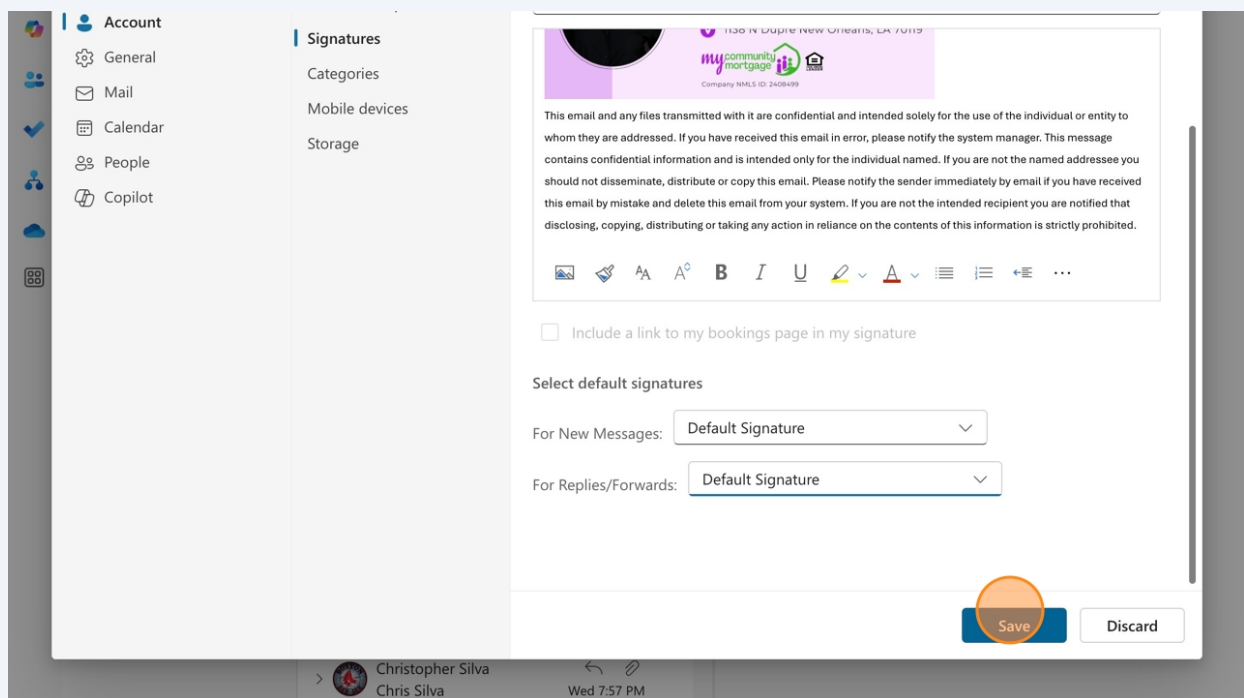 Account
General
Mail
Calendar
People
Copilot
Signatures
Categories
Mobile devices
Storage
1138 N Dupre New Orleans, LA 70119
my community
mortgage
Company NMLS ID: 2408499
This email and any files transmitted with it are confidential and intended solely for the use of the individual or entity to
whom they are addressed. If you have received this email in error, please notify the system manager. This message
contains confidential information and is intended only for the individual named. If you are not the named addressee you
should not disseminate, distribute or copy this email. Please notify the sender immediately by email if you have received
this email by mistake and delete this email from your system. If you are not the intended recipient you are notified that
disclosing, copying, distributing or taking any action in reliance on the contents of this information is strictly prohibited.
Include a link to my bookings page in my signature
Select default signatures
For New Messages: Default Signature
For Replies/Forwards: Default Signature
Save Discard
Christopher Silva
Chris Silva Wed 7:57 PM